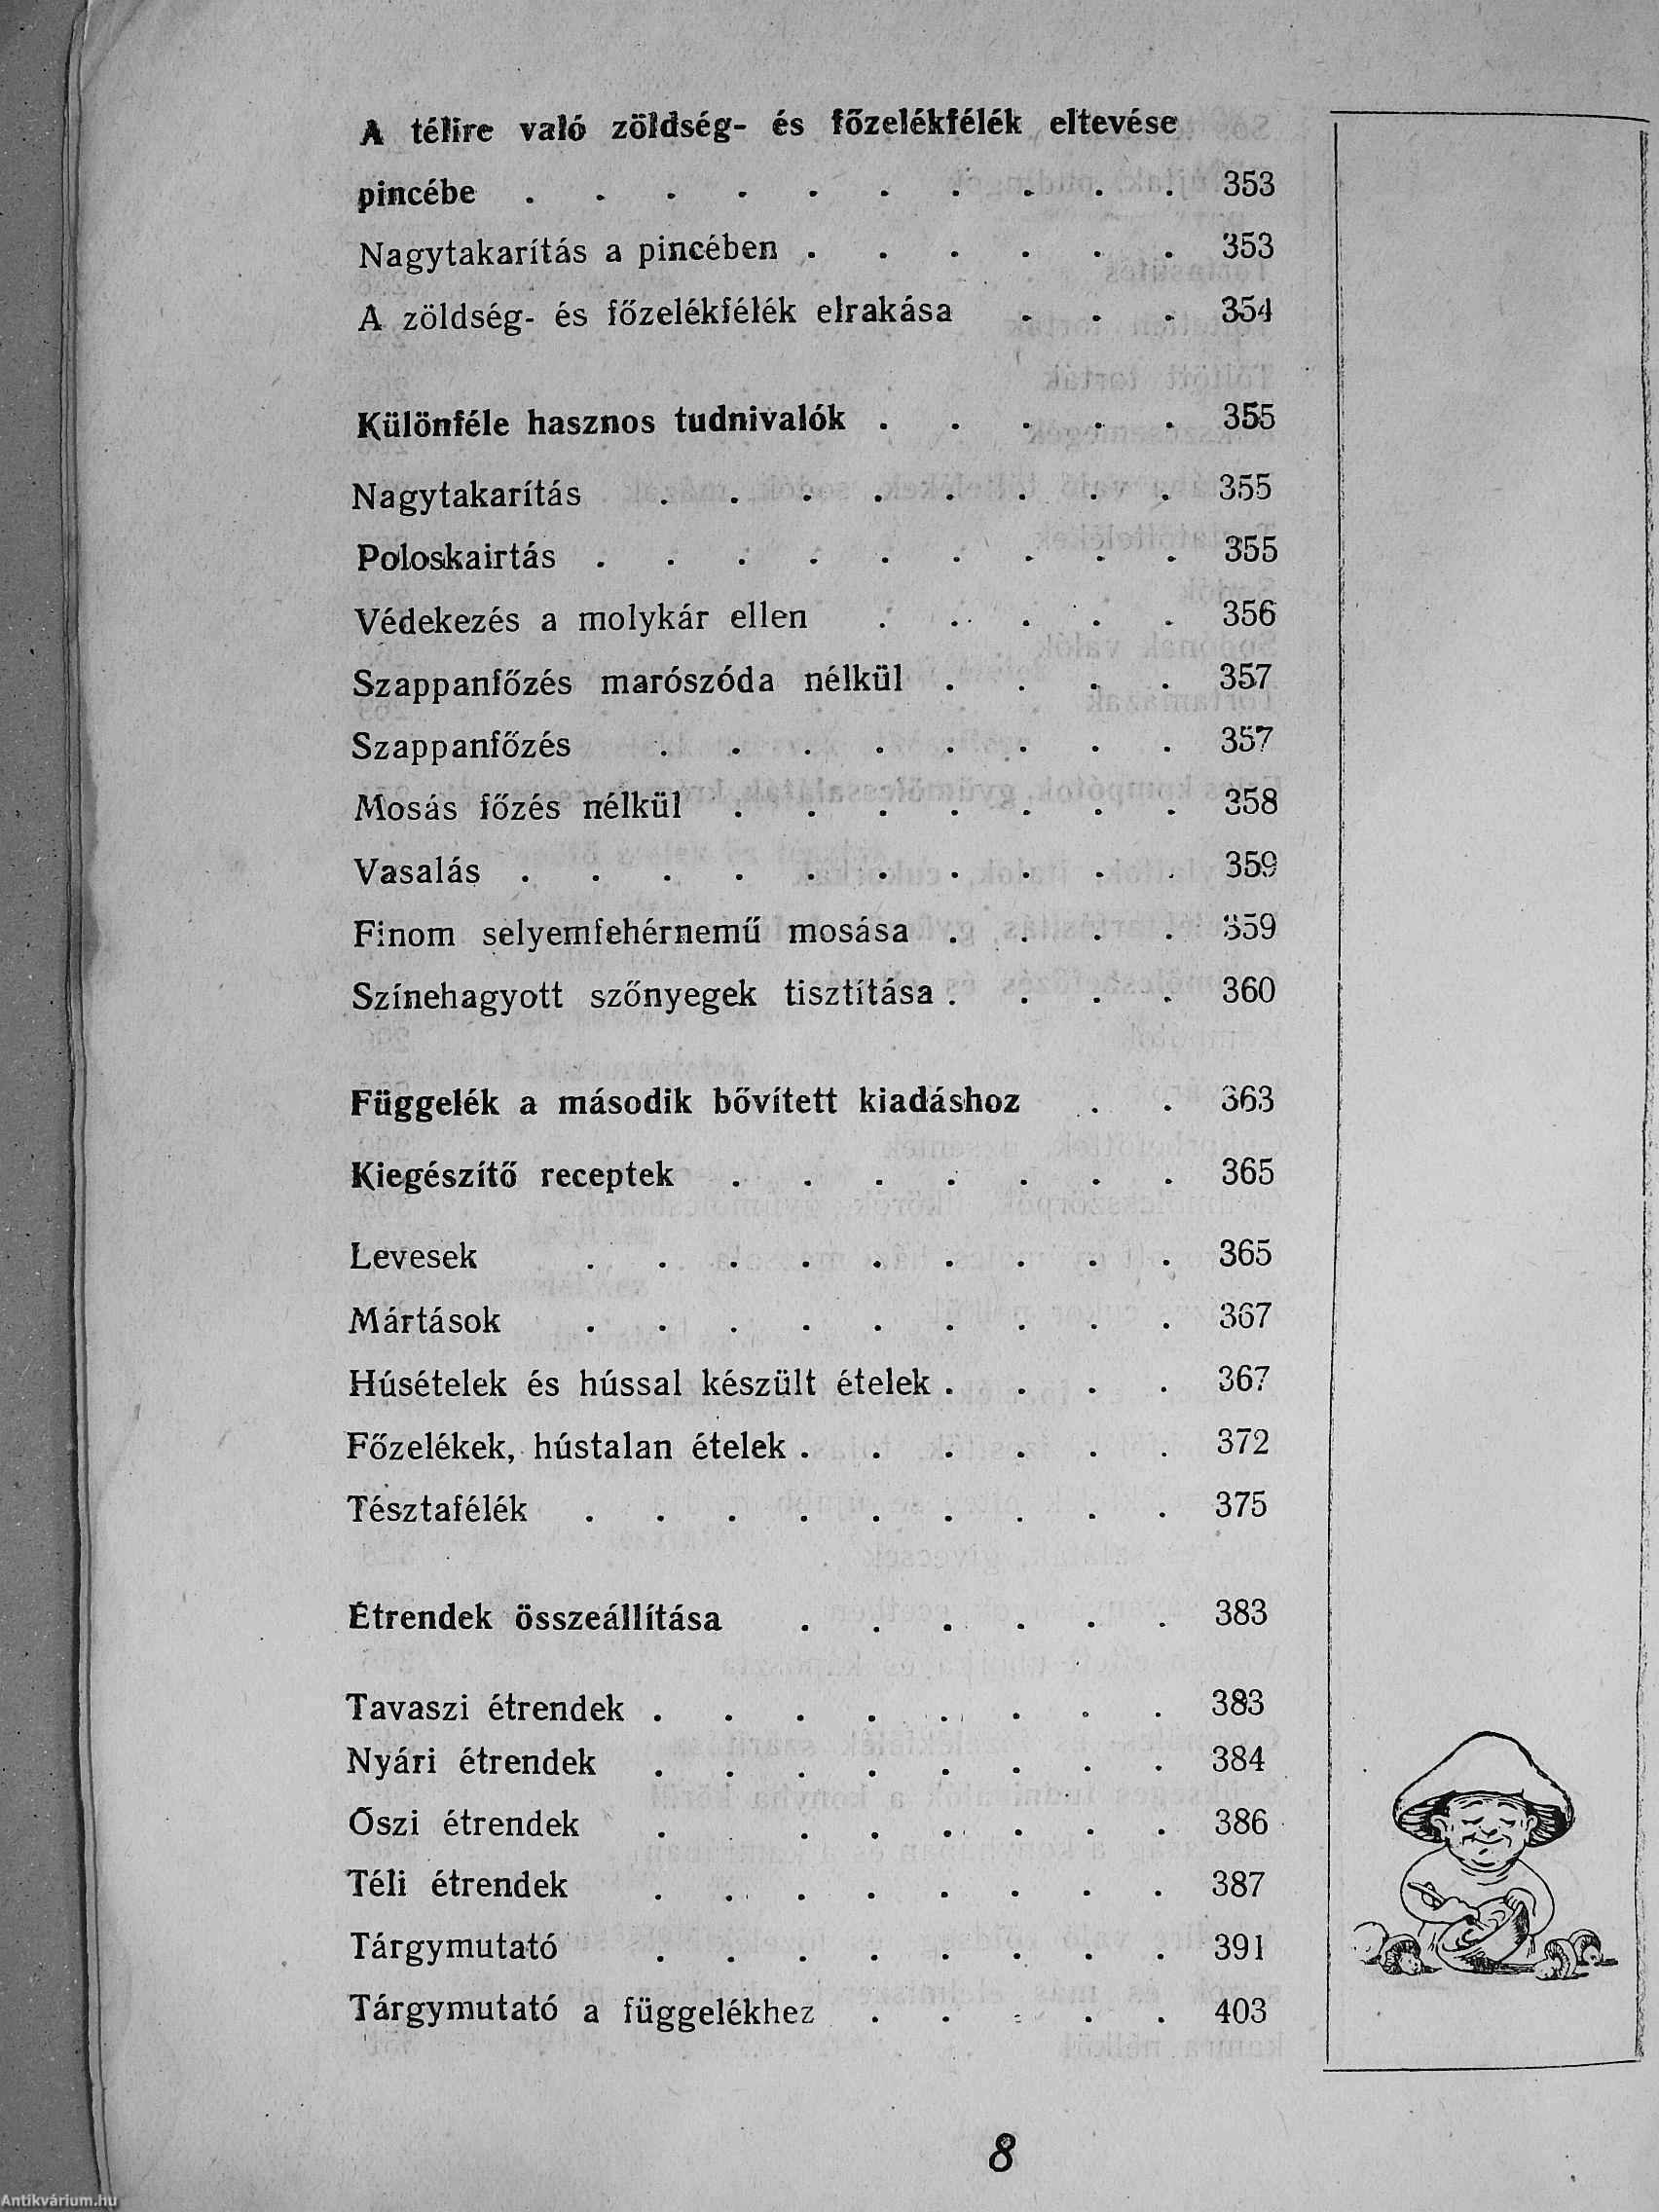 A télire való zöldség- és főzelékfélék eltevése
pincébe . . . . . . . . . . 353
Nagytakarítás a pincében . . . . . . 353
A zöldség- és főzelékfélék elrakása . . . 354
Különféle hasznos tudnivalók . . . . . 355
Nagytakarítás . . . . . . . . 355
Poloskairtás . . . . . . . . . 355
Védekezés a molykár ellen . . . . . 356
Szappanfőzés marószóda nélkül . . . . 357
Szappanfőzés . . . . . . . . 357
Mosás főzés nélkül . . . . . . . 358
Vasalás . . . . . . . . . . 359
Finom selyemfehérnemű mosása . . . . 359
Színehagyott szőnyegek tisztítása . . . . 360
Függelék a második bővített kiadáshoz . . 363
Kiegészítő receptek . . . . . . . 365
Levesek . . . . . . . . . 365
Mártások . . . . . . . . . 367
Húsételek és hússal készült ételek . . . . 367
Főzelékek, hústalan ételek . . . . . . 372
Tésztafélék . . . . . . . . . 375
Étrendek összeállítása . . . . . . 383
Tavaszi étrendek . . . . . . . . 383
Nyári étrendek . . . . . . . . 384
Őszi étrendek . . . . . . . 386
Téli étrendek . . . . . . . . 387
Tárgymutató . . . . . . . . 391
Tárgymutató a függelékhez . . . . . 403
8
Antikvárium.hu